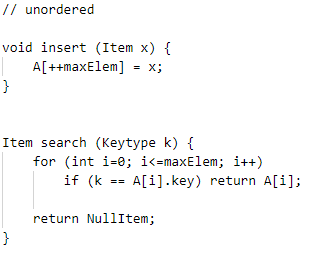 // unordered
void insert (Item x) {
    A[++maxElem] = x;
}
Item search (Keytype k) {
    for (int i=0; i<=maxElem; i++)
        if (k == A[i].key) return A[i];
    return NullItem;
}